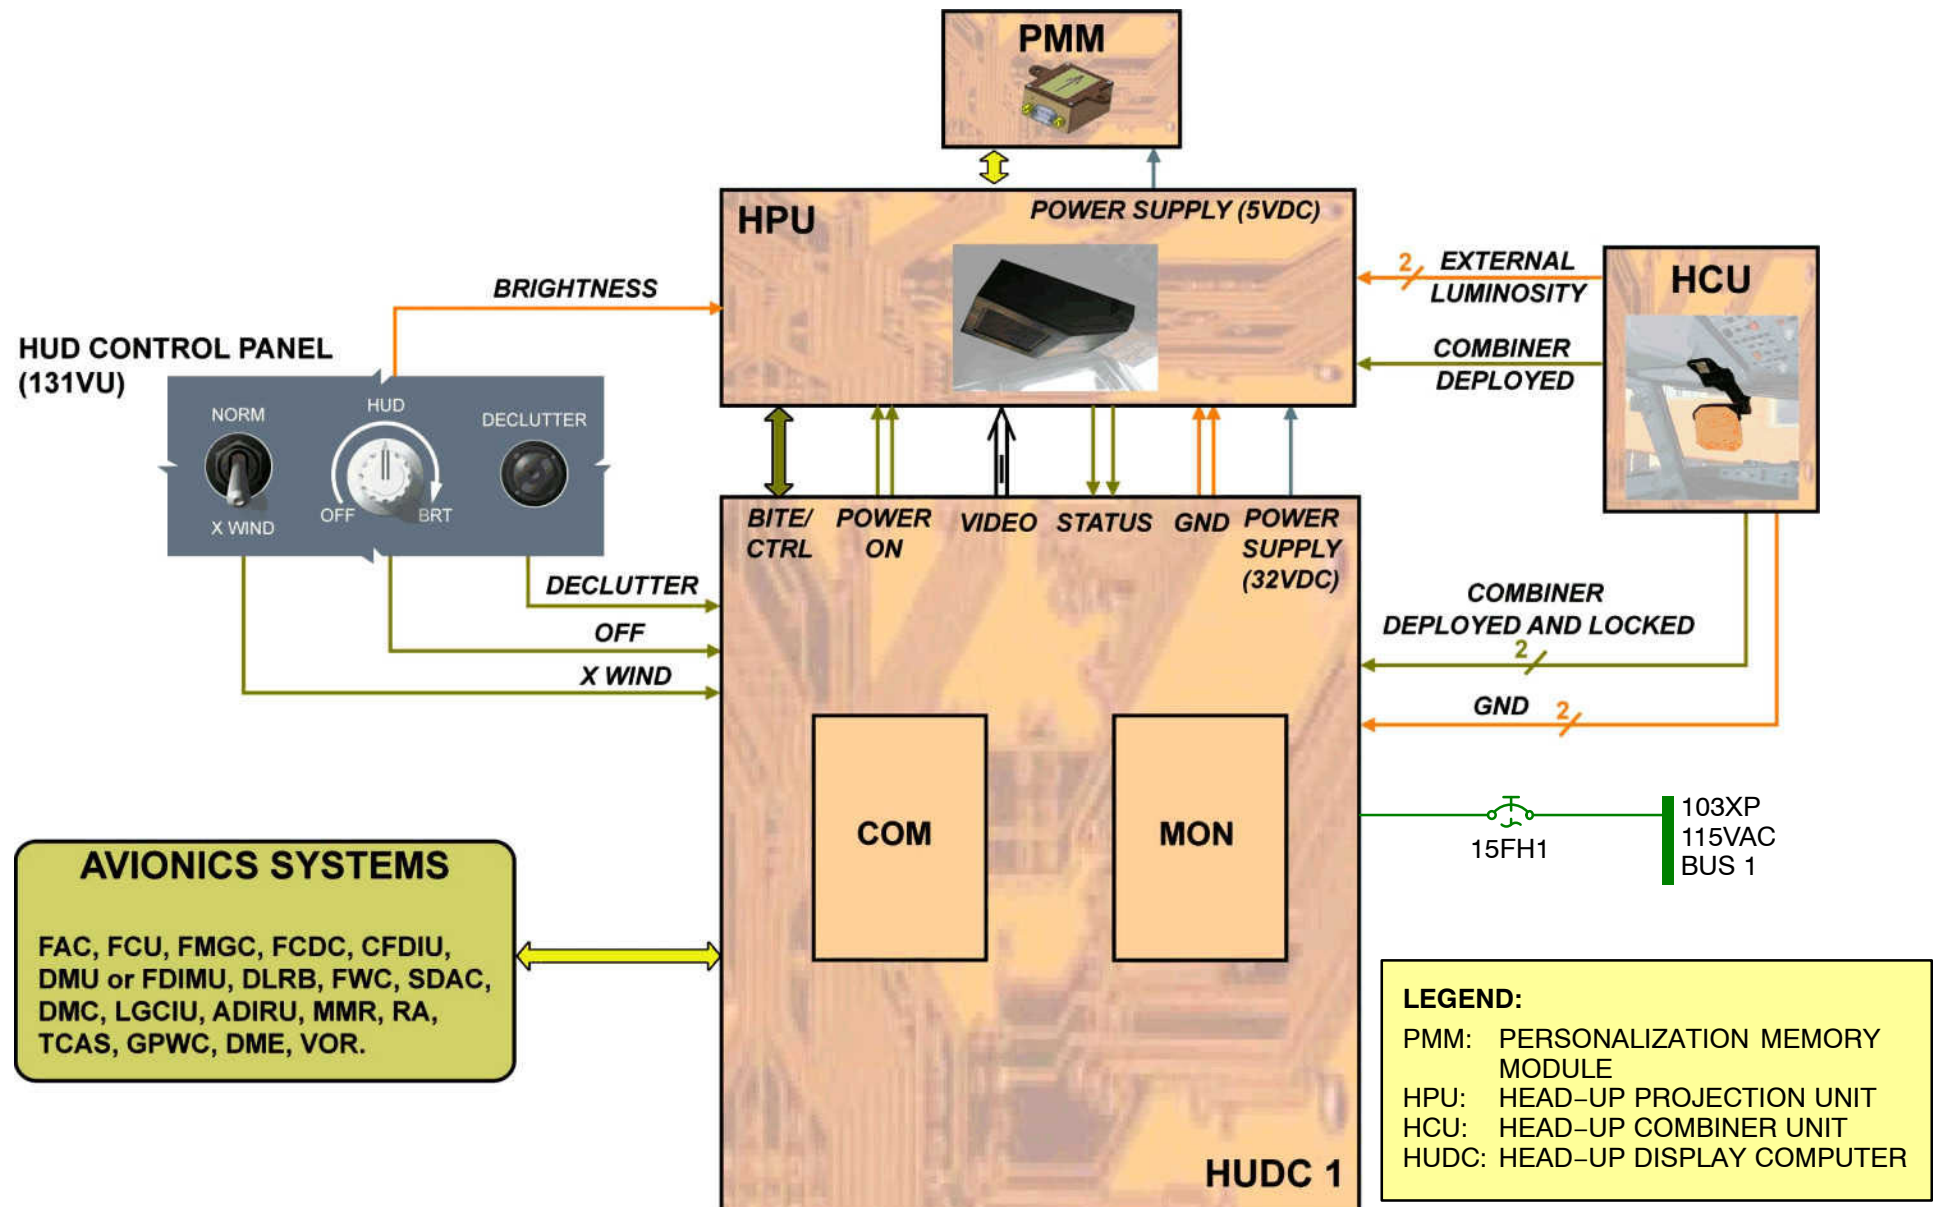 PMM
HPU
POWER SUPPLY (5VDC)
BRIGHTNESS
2 EXTERNAL
LUMINOSITY
HCU
COMBINER
DEPLOYED
HUD CONTROL PANEL
(131VU)
NORM
HUD
DECLUTTER
OFF
BRT
X WIND
BITE/
CTRL
POWER
ON
VIDEO
STATUS
GND
POWER
SUPPLY
(32VDC)
DECLUTTER
OFF
X WIND
COMBINER
DEPLOYED AND LOCKED
2
GND 2
COM
MON
15FH1
103XP
115VAC
BUS 1
AVIONICS SYSTEMS
FAC, FCU, FMGC, FCDC, CFDIU,
DMU or FDIMU, DLRB, FWC, SDAC,
DMC, LGCIU, ADIRU, MMR, RA,
TCAS, GPWC, DME, VOR.
HUDC 1
LEGEND:
PMM: PERSONALIZATION MEMORY
MODULE
HPU: HEAD–UP PROJECTION UNIT
HCU: HEAD–UP COMBINER UNIT
HUDC: HEAD–UP DISPLAY COMPUTER